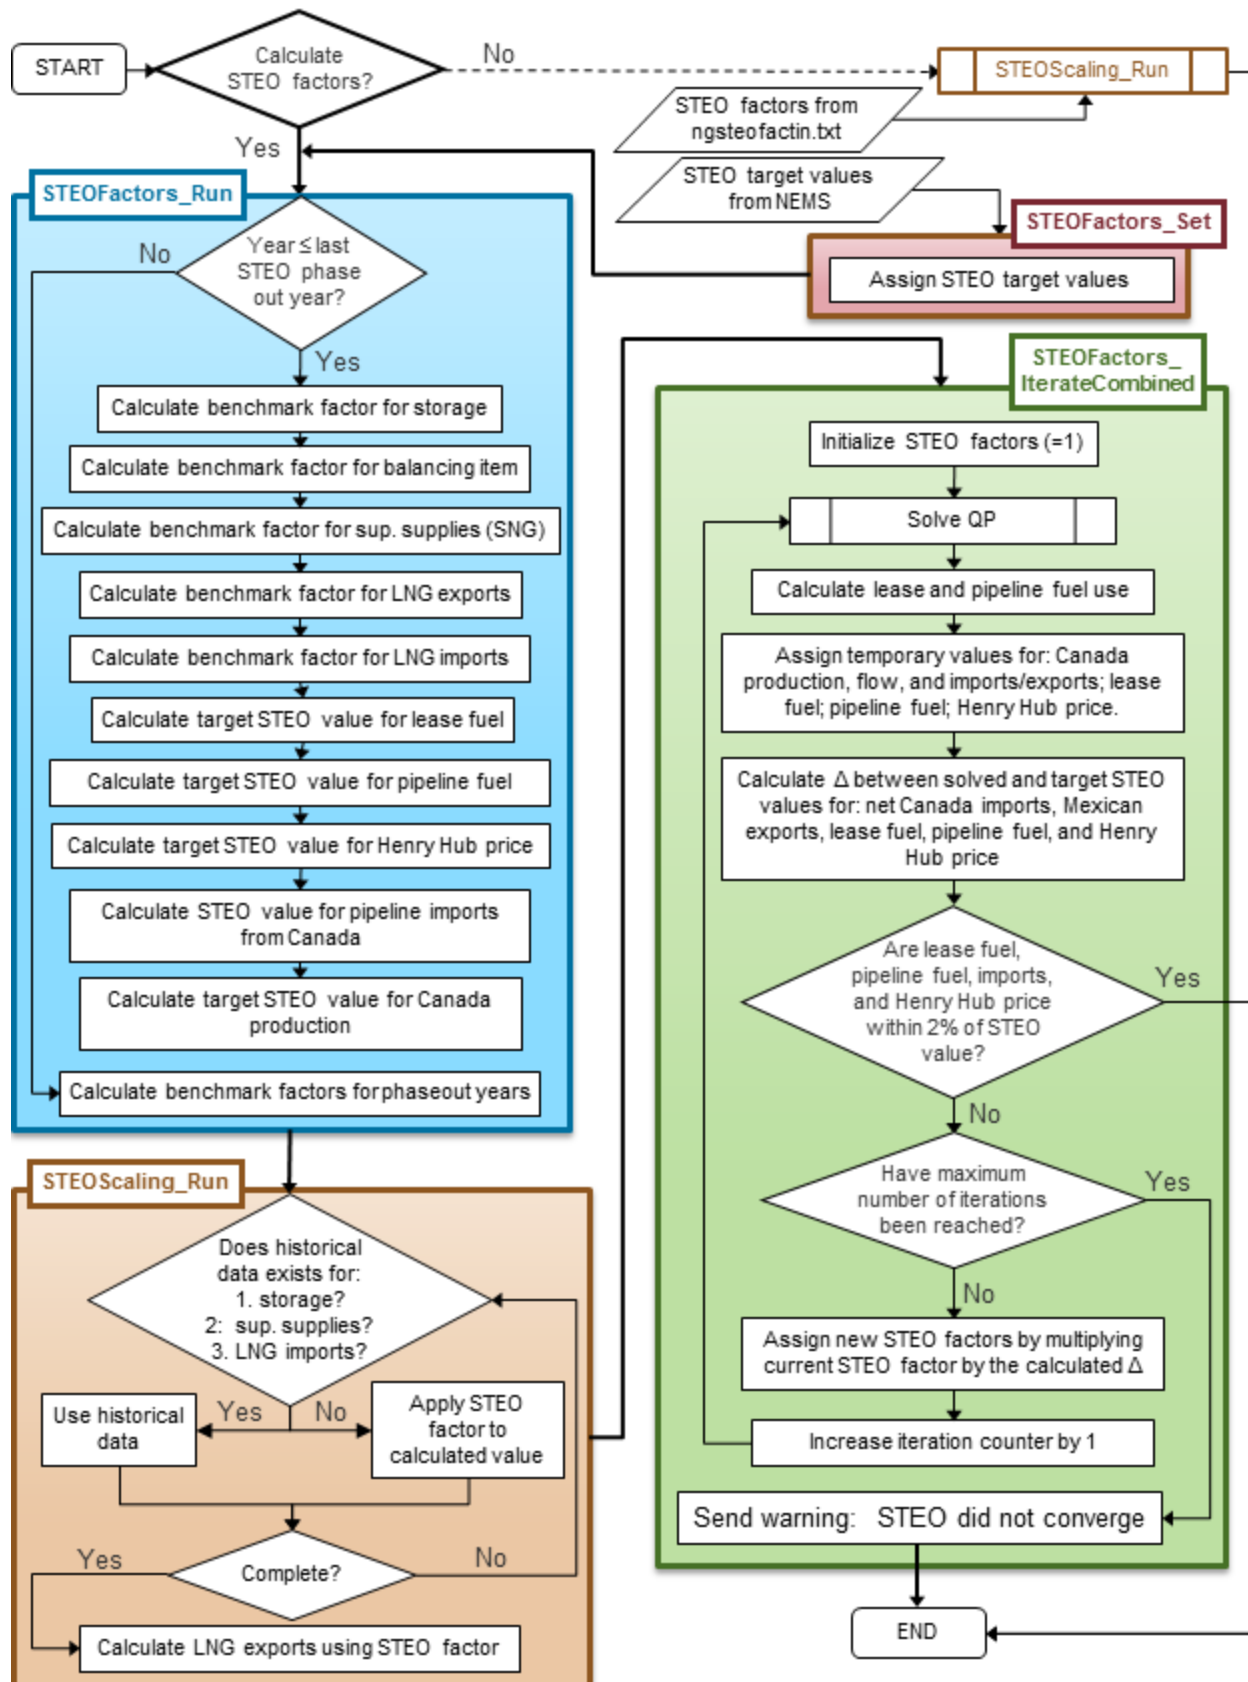 START
Calculate
STEO factors?
No
STEOScaling_Run
STEO factors from
ngsteofactin.txt
Yes
STEO target values
from NEMS
STEOFactors_Set
Assign STEO target values
STEOFactors_Run
No
Year ≤ last
STEO phase
out year?
Yes
Calculate benchmark factor for storage
Calculate benchmark factor for balancing item
Calculate benchmark factor for sup. supplies (SNG)
Calculate benchmark factor for LNG exports
Calculate benchmark factor for LNG imports
Calculate target STEO value for lease fuel
Calculate target STEO value for pipeline fuel
Calculate target STEO value for Henry Hub price
Calculate STEO value for pipeline imports
from Canada
Calculate target STEO value for Canada
production
Calculate benchmark factors for phaseout years
STEOScaling_Run
Does historical
data exists for:
1. storage?
2: sup. supplies?
3. LNG imports?
Yes
No
Use historical
data
Apply STEO
factor to
calculated value
Yes
Complete?
No
Calculate LNG exports using STEO factor
STEOFactors_
IterateCombined
Initialize STEO factors (=1)
Solve QP
Calculate lease and pipeline fuel use
Assign temporary values for: Canada
production, flow, and imports/exports; lease
fuel; pipeline fuel; Henry Hub price.
Calculate Δ between solved and target STEO
values for: net Canada imports, Mexican
exports, lease fuel, pipeline fuel, and Henry
Hub price
Are lease fuel,
pipeline fuel, imports,
and Henry Hub price
within 2% of STEO
value?
Yes
No
Have maximum
number of iterations
been reached?
Yes
No
Assign new STEO factors by multiplying
current STEO factor by the calculated Δ
Increase iteration counter by 1
Send warning: STEO did not converge
END